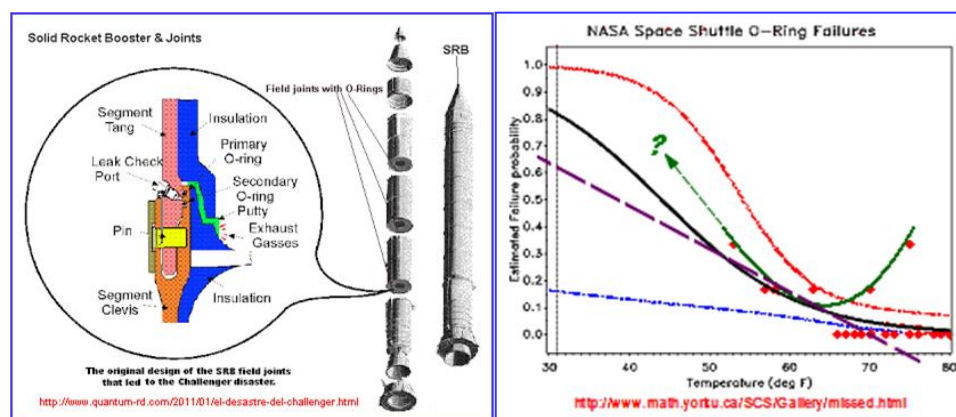 Solid Rocket Booster & Joints
SRB
Field joints with O-Rings
Segment
Tang
Insulation
Leak Check
Port
Primary
O-ring
Secondary
O-ring
Putty
Pin
Exhaust
Gasses
Segment
Clevis
Insulation
The original design of the SRB field joints
that led to the Challenger disaster.
http://www.quantum-rd.com/2011/01/el-desastre-del-challenger.html
NASA Space Shuttle O-Ring Failures
Estimated Failure probability
1.0
0.9
0.8
0.7
0.6
0.5
0.4
0.3
0.2
0.1
0.0
?
30
40
50
60
70
80
Temperature (deg F)
http://www.math.yorku.ca/SCS/Gallery/missed.html